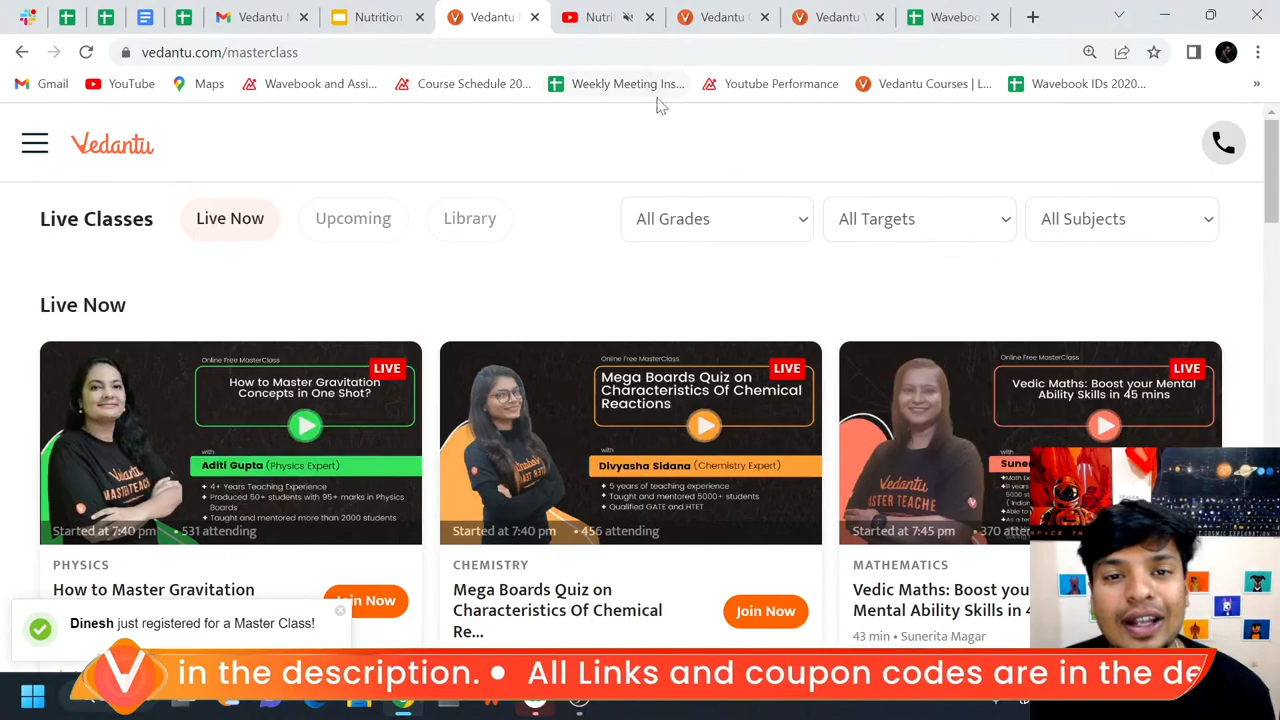 Vedantu
Nutrition
Vedantu
Nutri
Vedantu
Vedantu
Waveboo
vedantu.com/masterclass
Gmail
YouTube
Maps
Wavebook and Assi...
Course Schedule 20...
Weekly Meeting Ins...
Youtube Performance
Vedantu Courses | L...
Wavebook IDs 2020...
»
Vedantu
Live Classes
Live Now
Upcoming
Library
All Grades
All Targets
All Subjects
Live Now
Online Free MasterClass
LIVE
How to Master Gravitation
Concepts in One Shot?
with
Aditi Gupta (Physics Expert)
4+ Years Teaching Experience
Produced 50+ students with 95+ marks in Physics
Boards
Taught and mentored more than 2000 students
Started at 7:40 pm • 531 attending
PHYSICS
How to Master Gravitation
Join Now
Online Free MasterClass
LIVE
Mega Boards Quiz on
Characteristics Of Chemical
Reactions
with
Divyasha Sidana (Chemistry Expert)
5 years of teaching experience
Taught and mentored 5000+ students
Qualified GATE and HTET
Started at 7:40 pm • 456 attending
CHEMISTRY
Mega Boards Quiz on
Characteristics Of Chemical
Re...
Join Now
Online Free MasterClass
LIVE
Vedic Maths: Boost your Mental
Ability Skills in 45 mins
with
Started at 7:45 pm • 370
MATHEMATICS
Vedic Maths: Boost you
Mental Ability Skills in
43 min • Sunerita Magar
Dinesh just registered for a Master Class!
in the description. • All Links and coupon codes are in the de